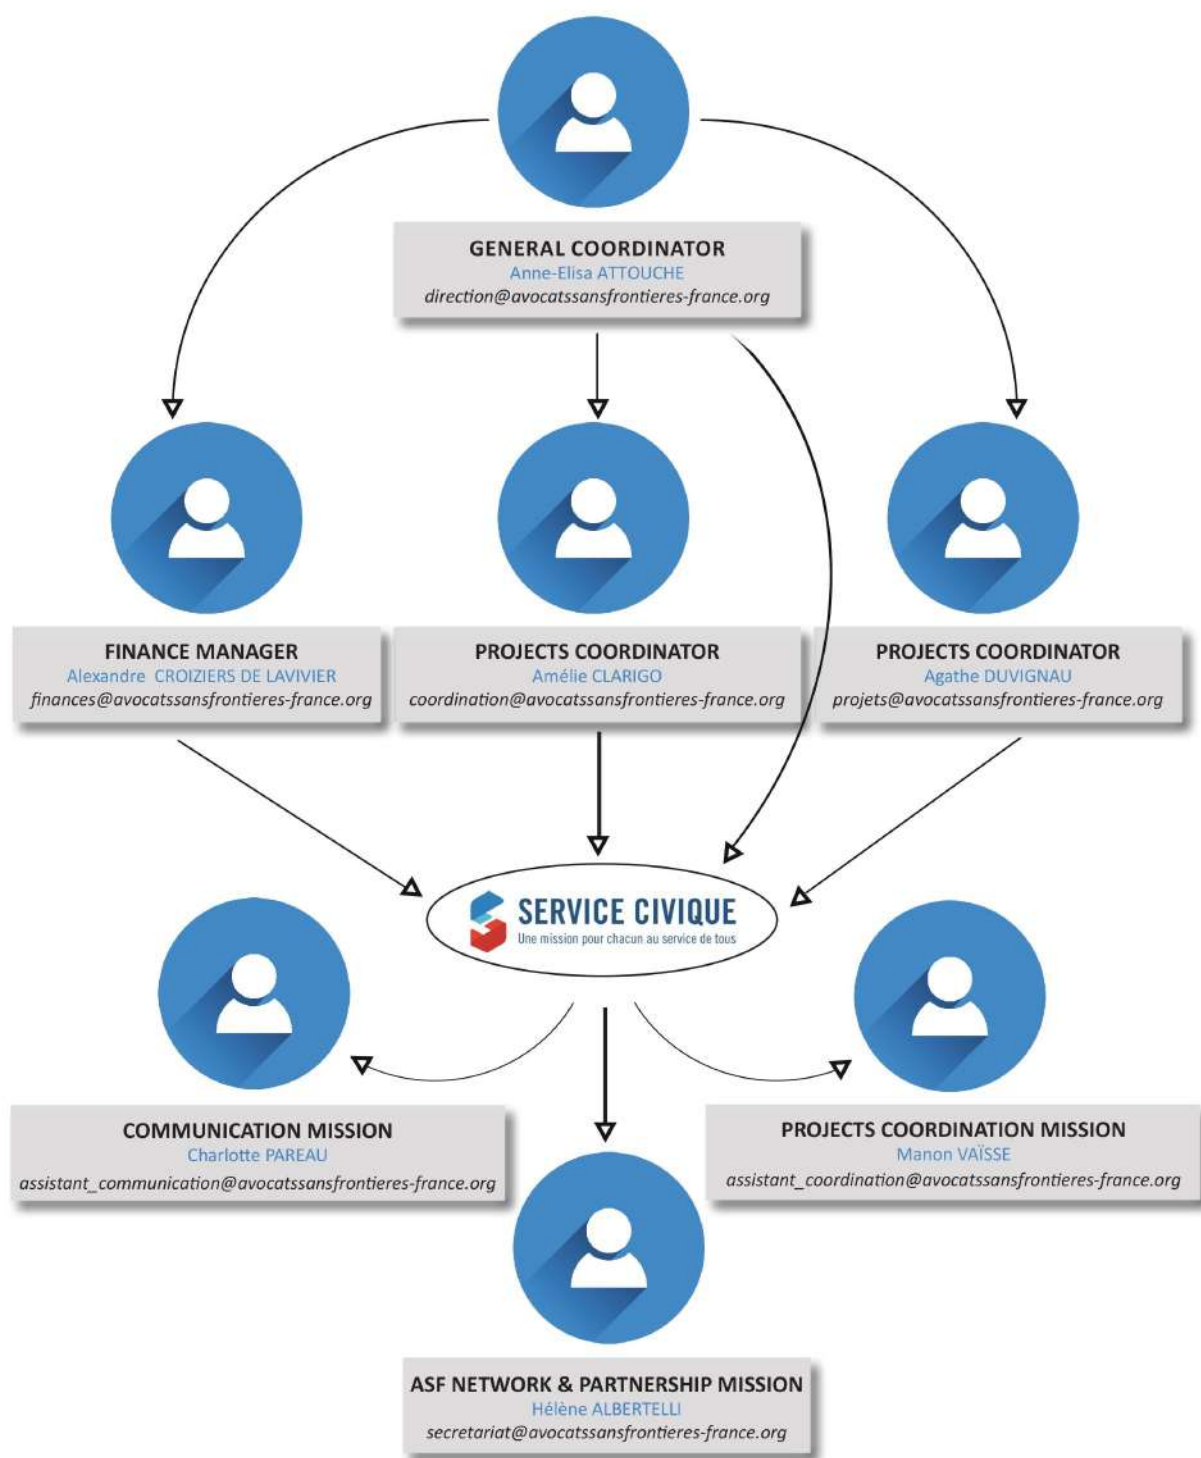 GENERAL COORDINATOR
Anne-Elisa ATTOUCHE
direction@avocatssansfrontieres-france.org
FINANCE MANAGER
Alexandre CROIZIERS DE LAVIVIER
finances@avocatssansfrontieres-france.org
PROJECTS COORDINATOR
Amélie CLARIGO
coordination@avocatssansfrontieres-france.org
PROJECTS COORDINATOR
Agathe DUVIGNAU
projets@avocatssansfrontieres-france.org
SERVICE CIVIQUE
Une mission pour chacun au service de tous
COMMUNICATION MISSION
Charlotte PAREAU
assistant_communication@avocatssansfrontieres-france.org
PROJECTS COORDINATION MISSION
Manon VAÏSSE
assistant_coordination@avocatssansfrontieres-france.org
ASF NETWORK & PARTNERSHIP MISSION
Hélène ALBERTELLI
secretariat@avocatssansfrontieres-france.org